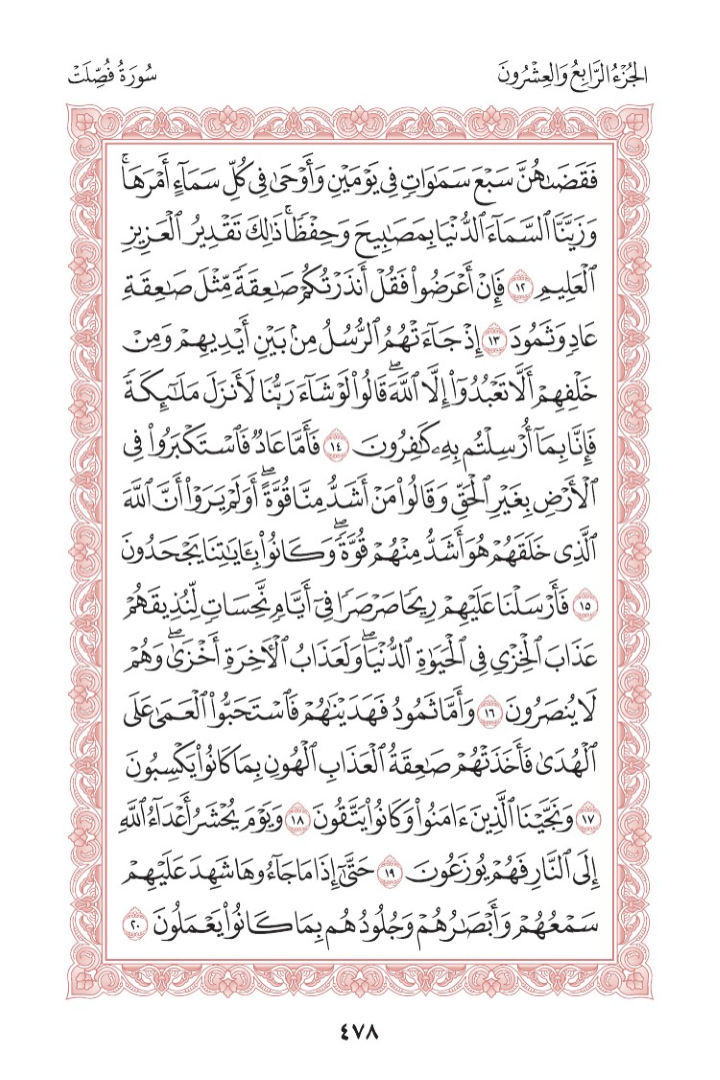 الجُزْءُ الرَّابِعُ وَالعِشْرُونَ
سُورَةُ فُصِّلَتْ
فَقَضَىٰهُنَّ سَبْعَ سَمَٰوَاتٖ فِي يَوْمَيْنِ وَأَوْحَىٰ فِي كُلِّ سَمَآءٍ أَمْرَهَاۚ
وَزَيَّنَّا ٱلسَّمَآءَ ٱلدُّنْيَا بِمَصَٰبِيحَ وَحِفْظٗاۚ ذَٰلِكَ تَقْدِيرُ ٱلْعَزِيزِ
ٱلْعَلِيمِ ١٢ فَإِنْ أَعْرَضُواْ فَقُلْ أَنذَرْتُكُمْ صَٰعِقَةٗ مِّثْلَ صَٰعِقَةِ
عَادٖ وَثَمُودَ ١٣ إِذْ جَآءَتْهُمُ ٱلرُّسُلُ مِنۢ بَيْنِ أَيْدِيهِمْ وَمِنْ
خَلْفِهِمْ أَلَّا تَعْبُدُوٓاْ إِلَّا ٱللَّهَۖ قَالُواْ لَوْ شَآءَ رَبُّنَا لَأَنزَلَ مَلَٰٓئِكَةٗ
فَإِنَّا بِمَآ أُرْسِلْتُم بِهِۦ كَٰفِرُونَ ١٤ فَأَمَّا عَادٞ فَٱسْتَكْبَرُواْ فِي
ٱلْأَرْضِ بِغَيْرِ ٱلْحَقِّ وَقَالُواْ مَنْ أَشَدُّ مِنَّا قُوَّةًۖ أَوَلَمْ يَرَوْاْ أَنَّ ٱللَّهَ
ٱلَّذِي خَلَقَهُمْ هُوَ أَشَدُّ مِنْهُمْ قُوَّةٗۖ وَكَانُواْ بِـَٔايَٰتِنَا يَجْحَدُونَ
١٥ فَأَرْسَلْنَا عَلَيْهِمْ رِيحٗا صَرْصَرٗا فِيٓ أَيَّامٖ نَّحِسَاتٖ لِّنُذِيقَهُمْ
عَذَابَ ٱلْخِزْيِ فِي ٱلْحَيَوٰةِ ٱلدُّنْيَاۖ وَلَعَذَابُ ٱلْأٓخِرَةِ أَخْزَىٰۖ وَهُمْ
لَا يُنصَرُونَ ١٦ وَأَمَّا ثَمُودُ فَهَدَيْنَٰهُمْ فَٱسْتَحَبُّواْ ٱلْعَمَىٰ عَلَى
ٱلْهُدَىٰ فَأَخَذَتْهُمْ صَٰعِقَةُ ٱلْعَذَابِ ٱلْهُونِ بِمَا كَانُواْ يَكْسِبُونَ
١٧ وَنَجَّيْنَا ٱلَّذِينَ ءَامَنُواْ وَكَانُواْ يَتَّقُونَ ١٨ وَيَوْمَ يُحْشَرُ أَعْدَآءُ ٱللَّهِ
إِلَى ٱلنَّارِ فَهُمْ يُوزَعُونَ ١٩ حَتَّىٰٓ إِذَا مَا جَآءُوهَا شَهِدَ عَلَيْهِمْ
سَمْعُهُمْ وَأَبْصَٰرُهُمْ وَجُلُودُهُم بِمَا كَانُواْ يَعْمَلُونَ ٢٠
٤٧٨